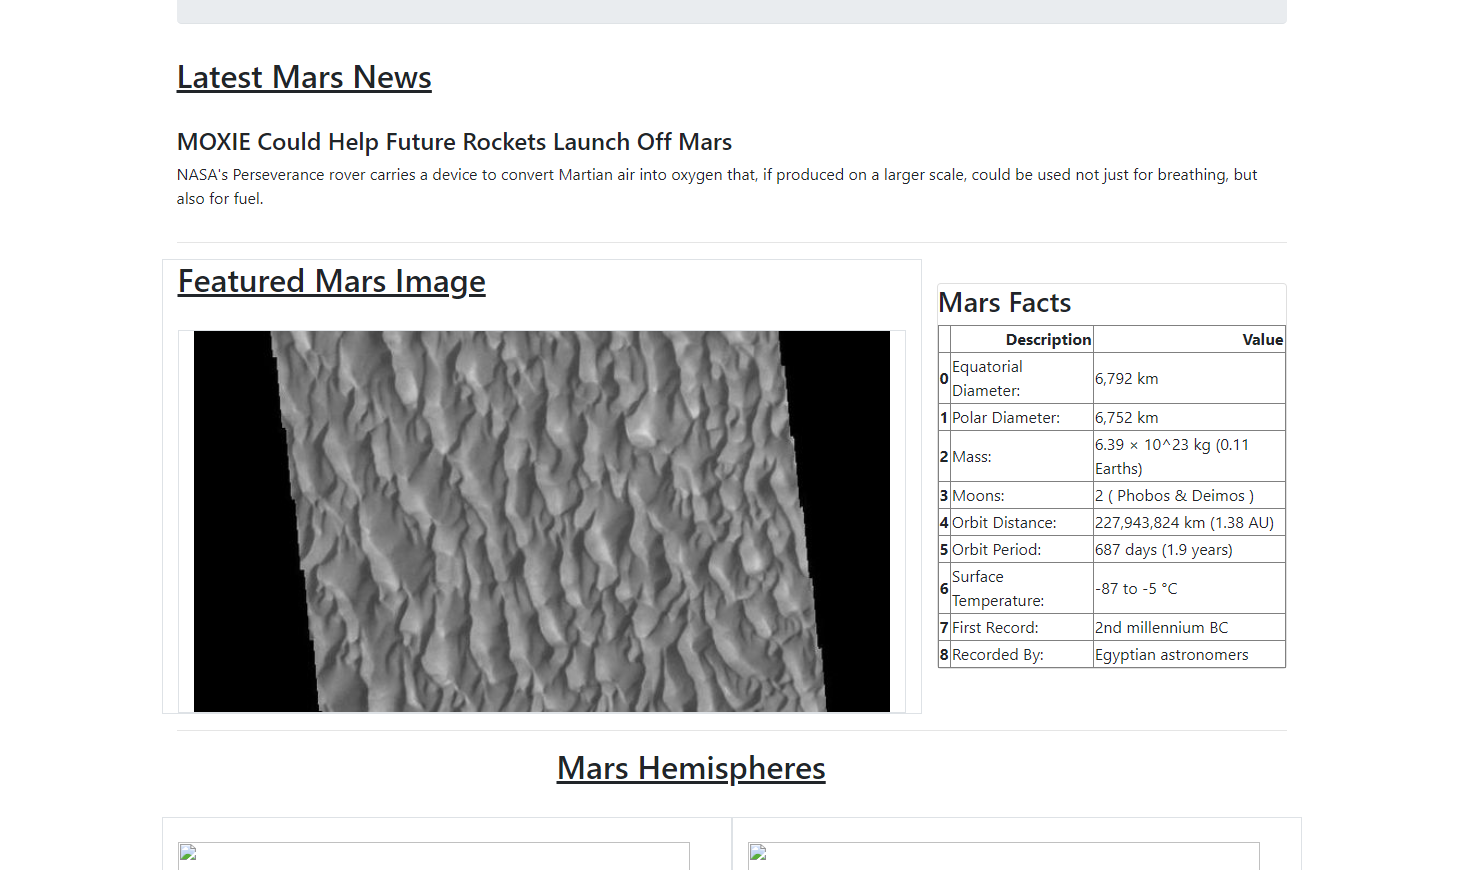 Latest Mars News
MOXIE Could Help Future Rockets Launch Off Mars
NASA's Perseverance rover carries a device to convert Martian air into oxygen that, if produced on a larger scale, could be used not just for breathing, but
also for fuel.
Featured Mars Image
Mars Facts
Description Value
0 Equatorial Diameter: 6,792 km
1 Polar Diameter: 6,752 km
2 Mass: 6.39 × 10^23 kg (0.11 Earths)
3 Moons: 2 ( Phobos & Deimos )
4 Orbit Distance: 227,943,824 km (1.38 AU)
5 Orbit Period: 687 days (1.9 years)
6 Surface Temperature: -87 to -5 °C
7 First Record: 2nd millennium BC
8 Recorded By: Egyptian astronomers
Mars Hemispheres